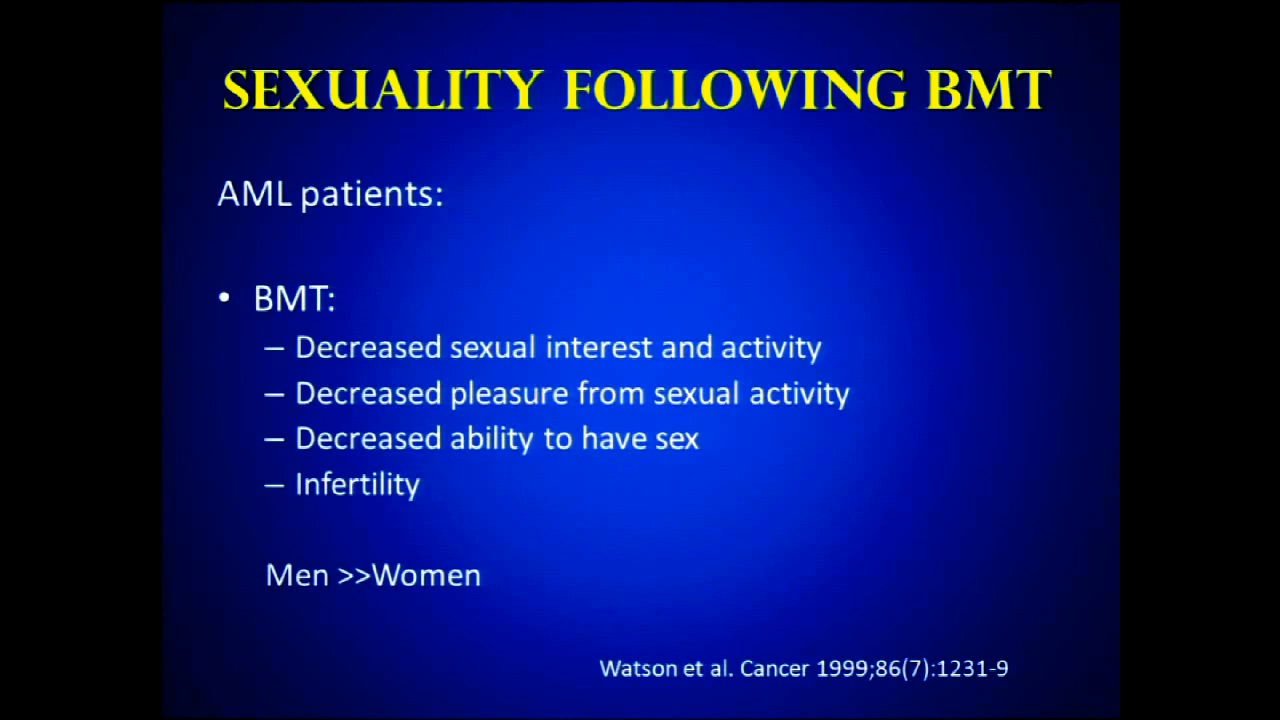 SEXUALITY FOLLOWING BMT
AML patients:
• BMT:
– Decreased sexual interest and activity
– Decreased pleasure from sexual activity
– Decreased ability to have sex
– Infertility
Men >>Women
Watson et al. Cancer 1999;86(7):1231-9